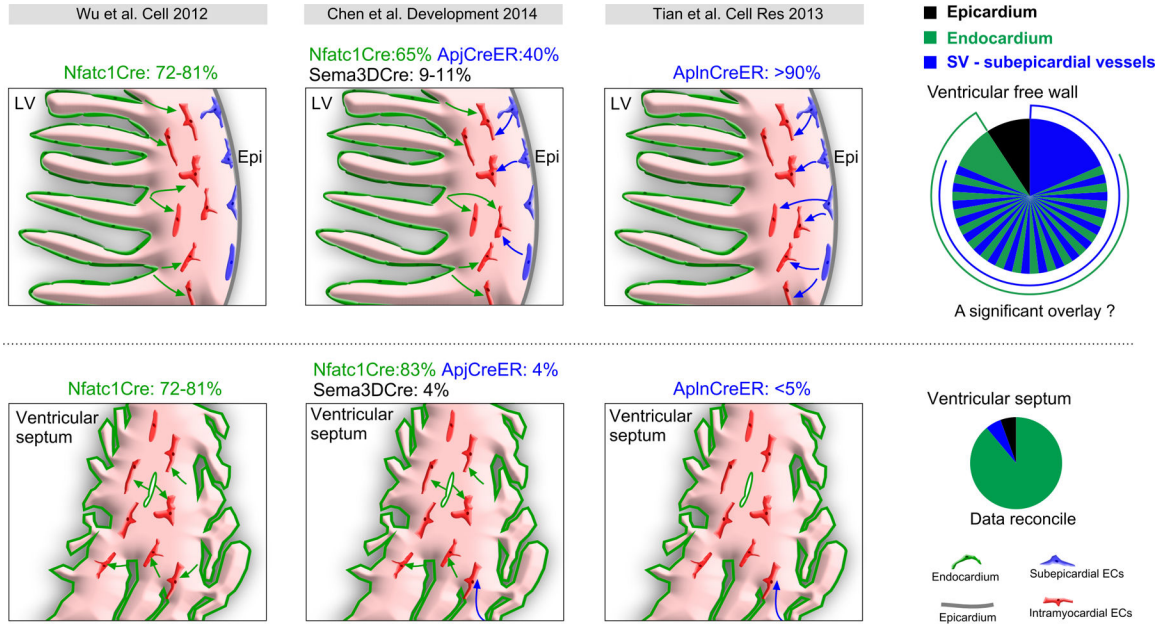 Wu et al. Cell 2012
Chen et al. Development 2014
Tian et al. Cell Res 2013
Epicardium
Endocardium
SV - subepicardial vessels
Nfatc1Cre: 72-81%
Nfatc1Cre:65% ApjCreER:40%
Sema3DCre: 9-11%
AplnCreER: >90%
Ventricular free wall
LV
Epi
LV
Epi
LV
Epi
A significant overlay ?
Nfatc1Cre: 72-81%
Nfatc1Cre:83% ApjCreER: 4%
Sema3DCre: 4%
AplnCreER: <5%
Ventricular septum
Ventricular
septum
Ventricular
septum
Ventricular
septum
Data reconcile
Endocardium
Subepicardial ECs
Epicardium
Intramyocardial ECs